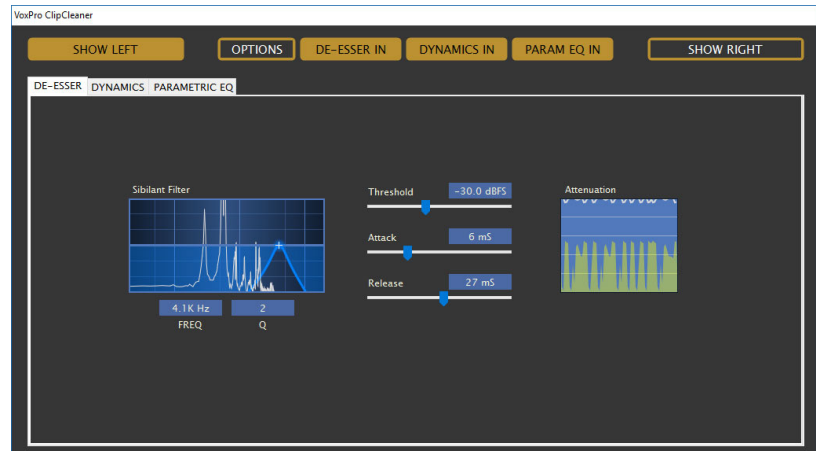 VoxPro ClipCleaner
SHOW LEFT OPTIONS DE-ESSER IN DYNAMICS IN PARAM EQ IN SHOW RIGHT
DE-ESSER DYNAMICS PARAMETRIC EQ
Sibilant Filter Threshold -30.0 dBFS Attenuation
Attack 6 mS
Release 27 mS
4.1K Hz 2
FREQ Q